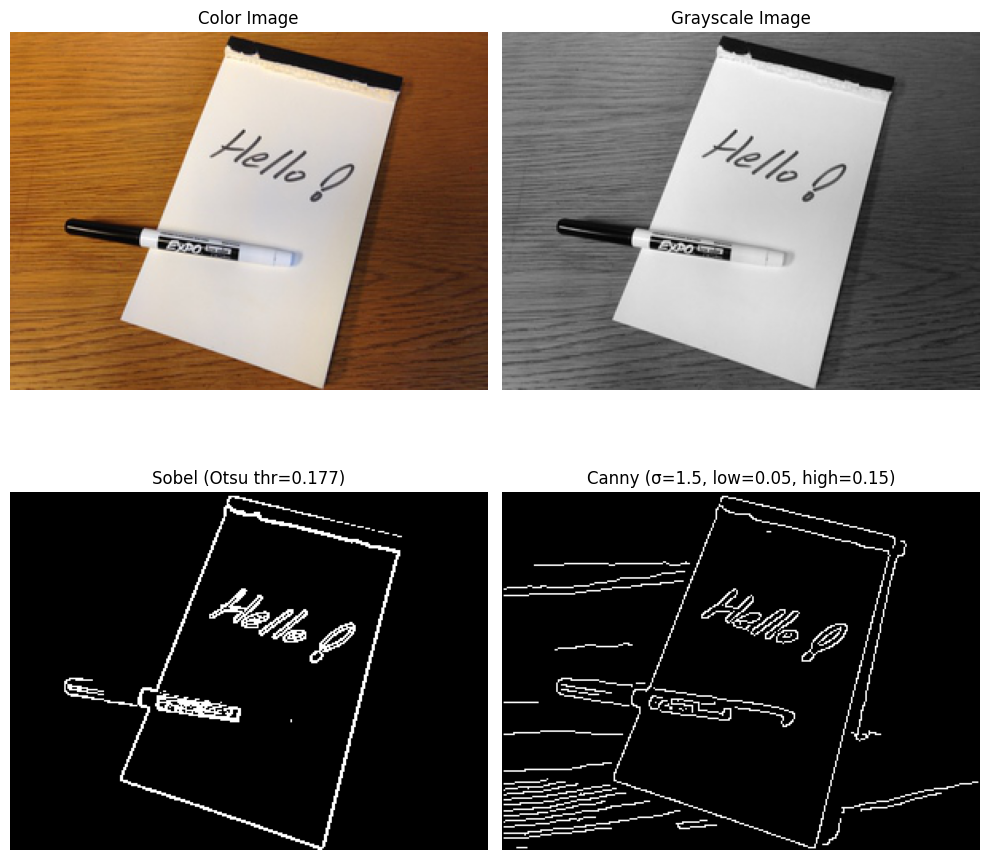 Color Image
Grayscale Image
Hello!
EXPO
Hello!
EXPO
Sobel (Otsu thr=0.177)
Canny (σ=1.5, low=0.05, high=0.15)
Hello!
Hello!